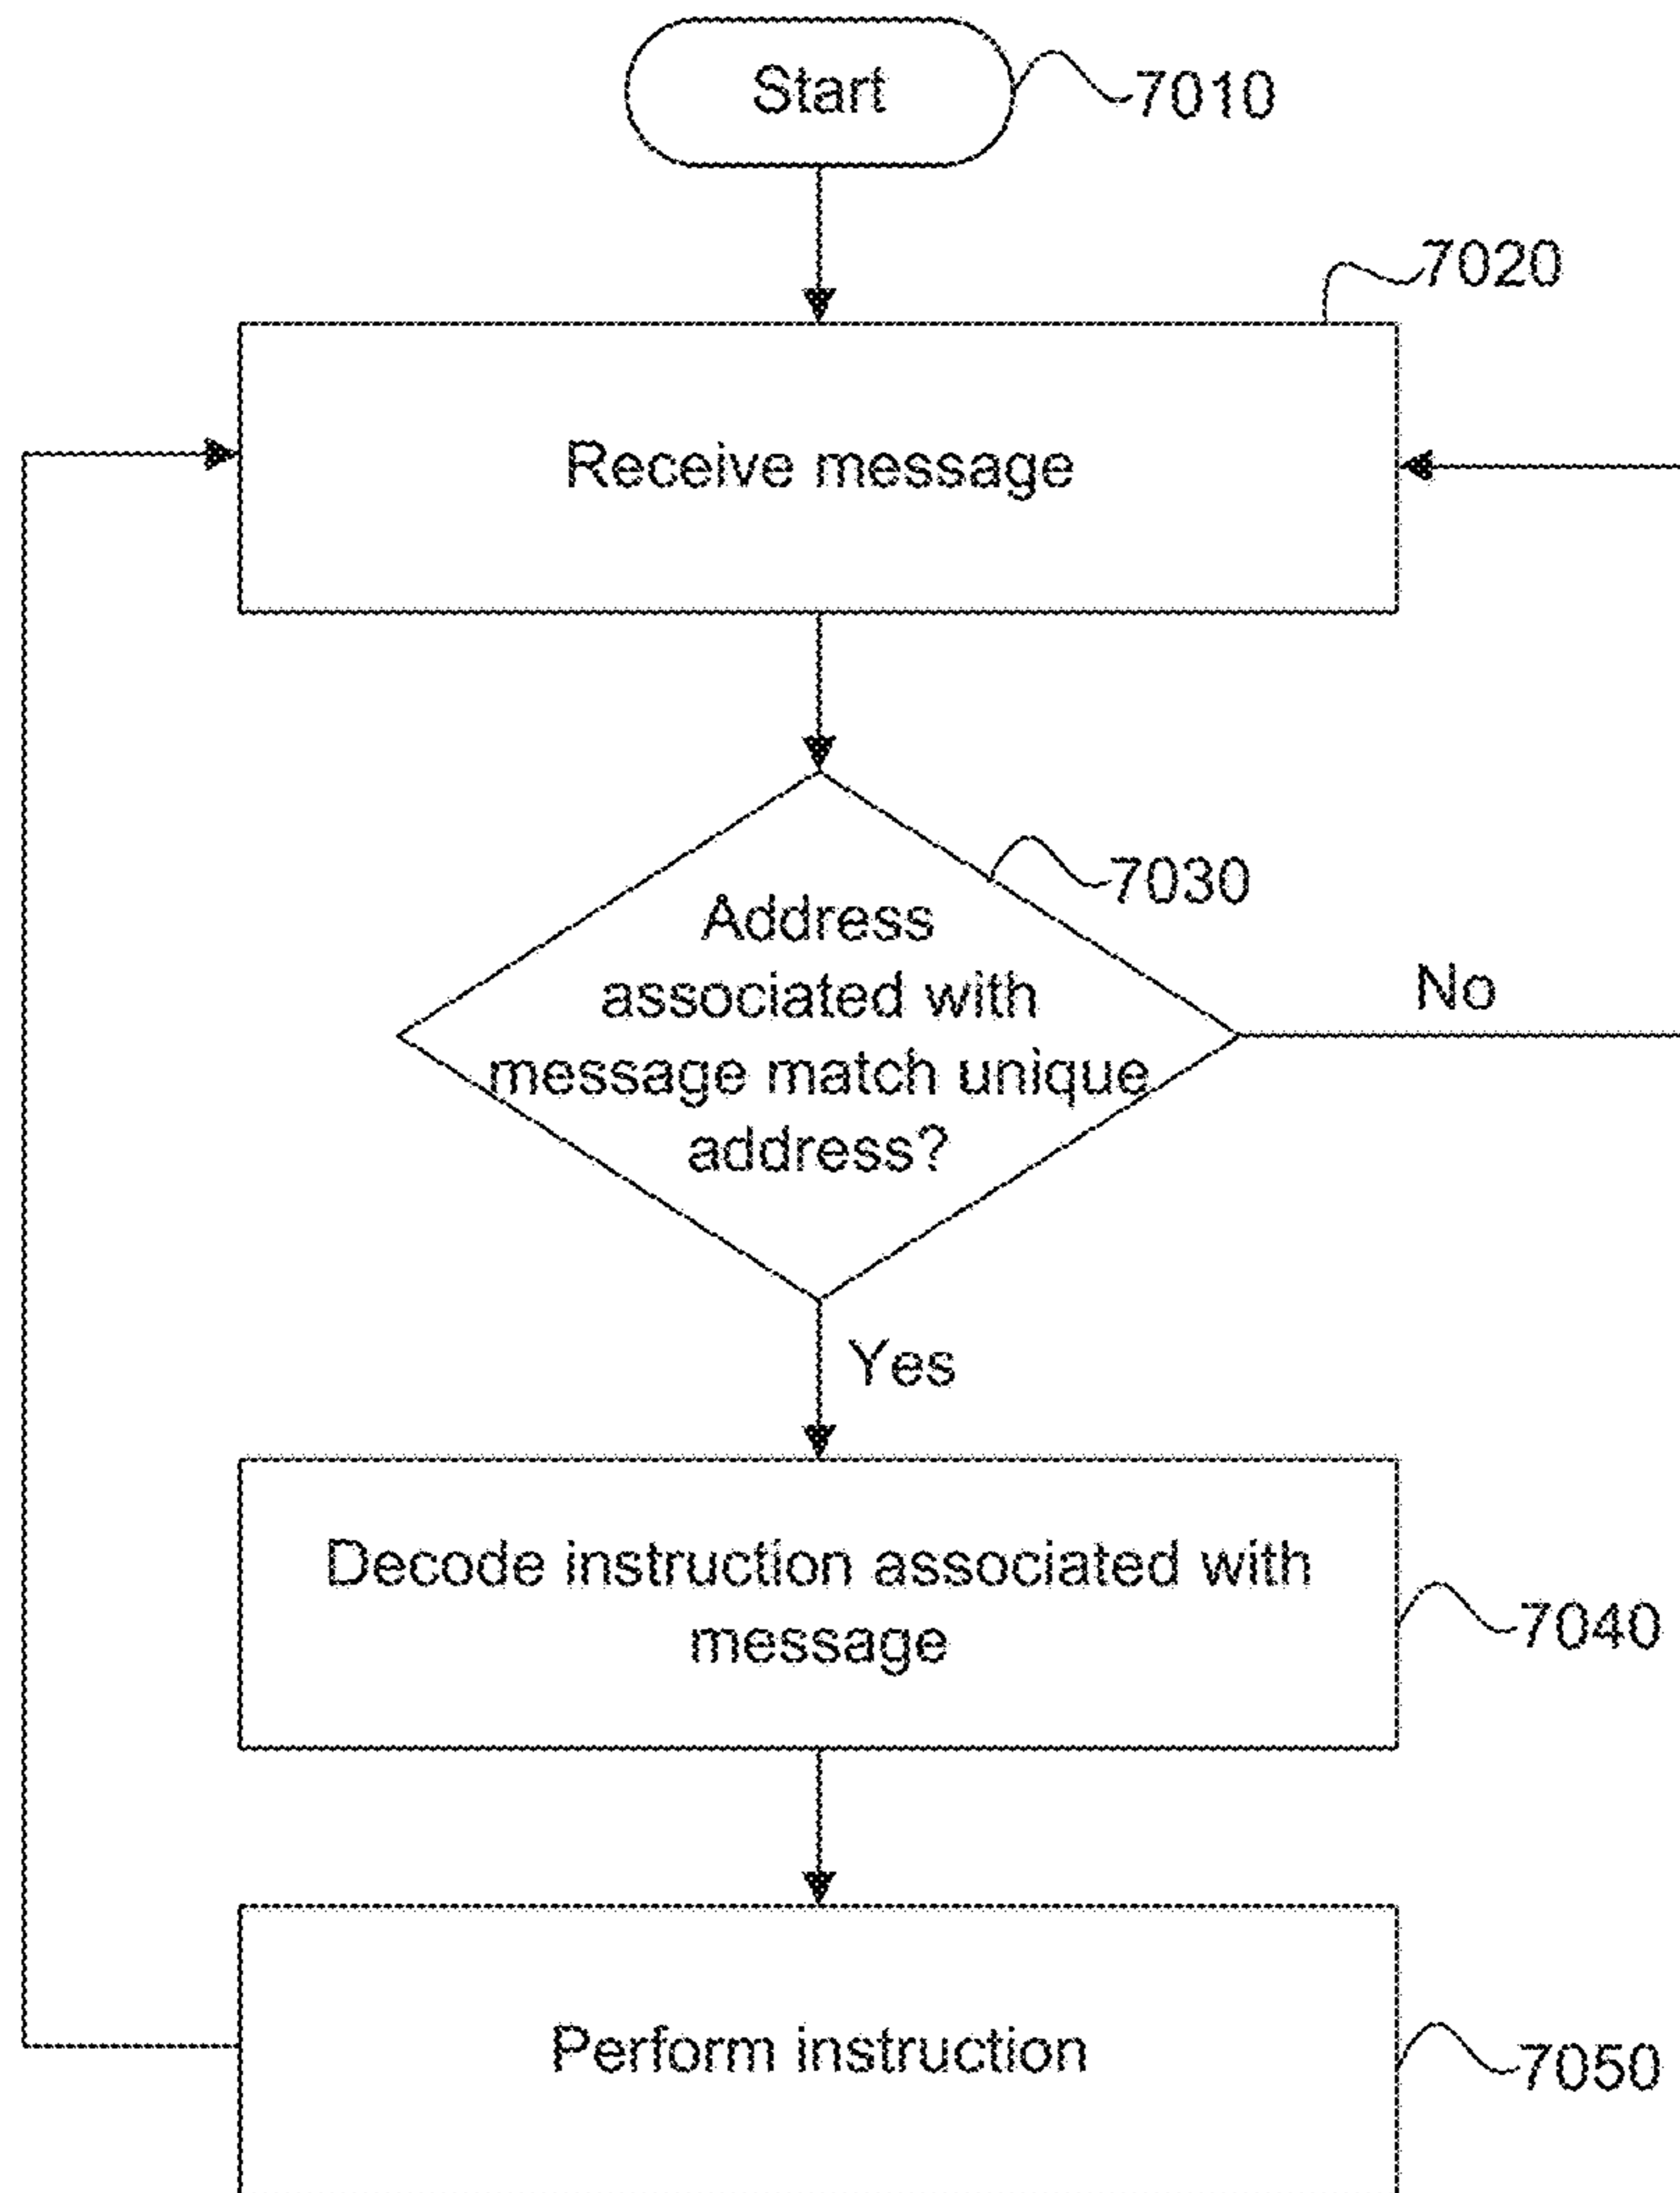 Start
7010
7020
Receive message
7030
Address
associated with
message match unique
address?
No
Yes
Decode instruction associated with
message
7040
Perform instruction
7050